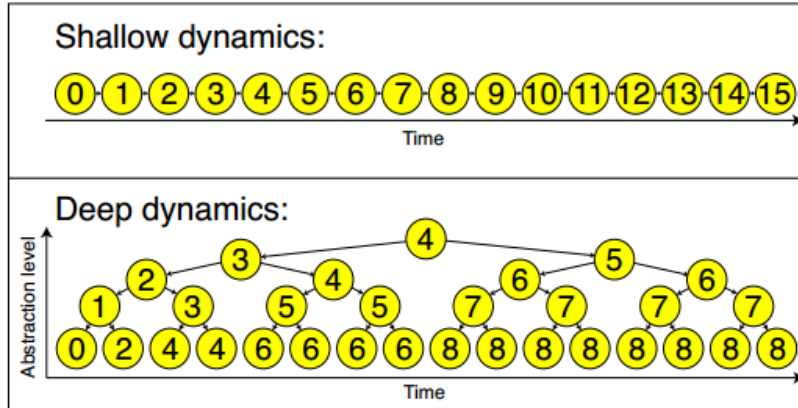 Shallow dynamics:
0 1 2 3 4 5 6 7 8 9 10 11 12 13 14 15
Time
Deep dynamics:
Abstraction level
4
3 5
2 4 6 6
1 3 5 5 7 7 7 7
0 2 4 4 6 6 6 6 8 8 8 8 8 8 8 8
Time